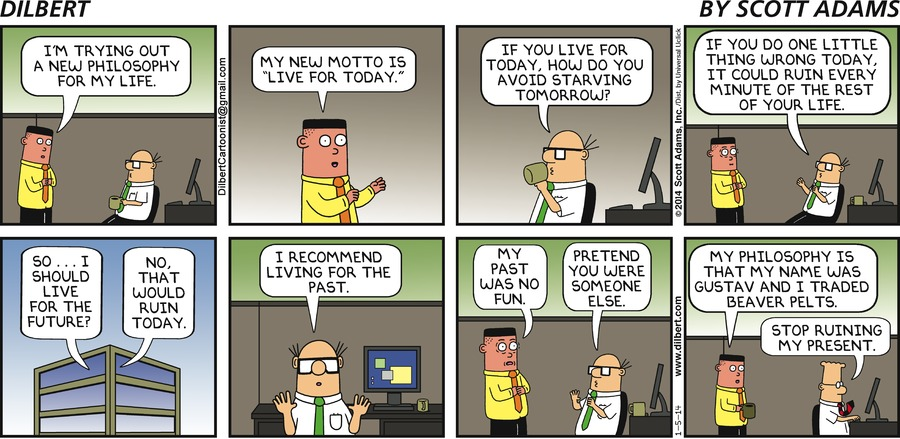 DILBERT
BY SCOTT ADAMS
I'M TRYING OUT
A NEW PHILOSOPHY
FOR MY LIFE.
DilbertCartoonist@gmail.com
MY NEW MOTTO IS
"LIVE FOR TODAY."
IF YOU LIVE FOR
TODAY, HOW DO YOU
AVOID STARVING
TOMORROW?
©2014 Scott Adams, Inc./Dist. by Universal Uclick
IF YOU DO ONE LITTLE
THING WRONG TODAY,
IT COULD RUIN EVERY
MINUTE OF THE REST
OF YOUR LIFE.
SO . . . I
SHOULD
LIVE
FOR THE
FUTURE?
NO,
THAT
WOULD
RUIN
TODAY.
I RECOMMEND
LIVING FOR THE
PAST.
MY
PAST
WAS NO
FUN.
PRETEND
YOU WERE
SOMEONE
ELSE.
www.dilbert.com
1-5-14
MY PHILOSOPHY IS
THAT MY NAME WAS
GUSTAV AND I TRADED
BEAVER PELTS.
STOP RUINING
MY PRESENT.